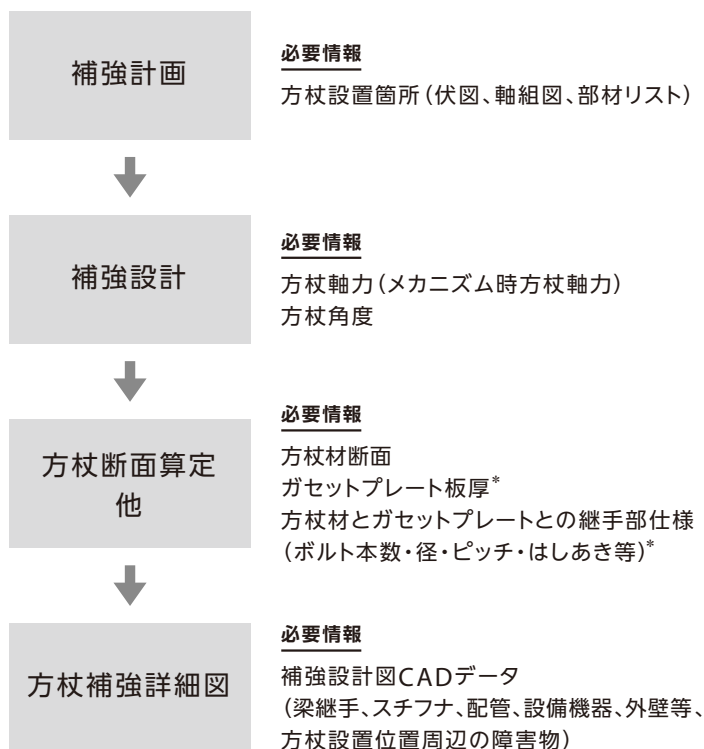 補強計画
必要情報
方杖設置箇所(伏図、軸組図、部材リスト)
補強設計
必要情報
方杖軸力(メカニズム時方杖軸力)
方杖角度
方杖断面算定
他
必要情報
方杖材断面
ガセットプレート板厚*
方杖材とガセットプレートとの継手部仕様
(ボルト本数・径・ピッチ・はしあき等)*
方杖補強詳細図
必要情報
補強設計図CADデータ
(梁継手、スチフナ、配管、設備機器、外壁等、
方杖設置位置周辺の障害物)